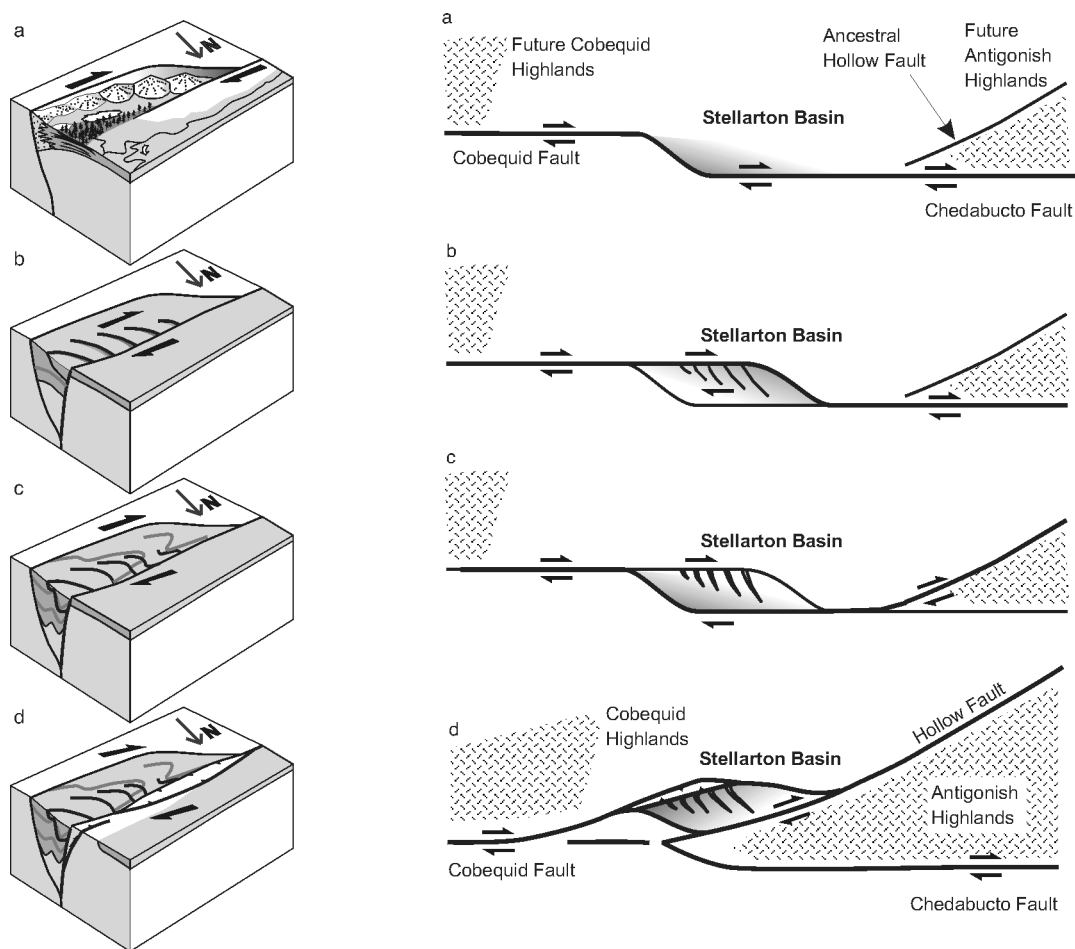 a
N
b
N
c
N
d
N
a
Future Cobequid
Highlands
Ancestral
Hollow Fault
Future
Antigonish
Highlands
Stellarton Basin
Cobequid Fault
Chedabucto Fault
b
Stellarton Basin
c
Stellarton Basin
d
Cobequid
Highlands
Stellarton Basin
Hollow Fault
Antigonish
Highlands
Cobequid Fault
Chedabucto Fault